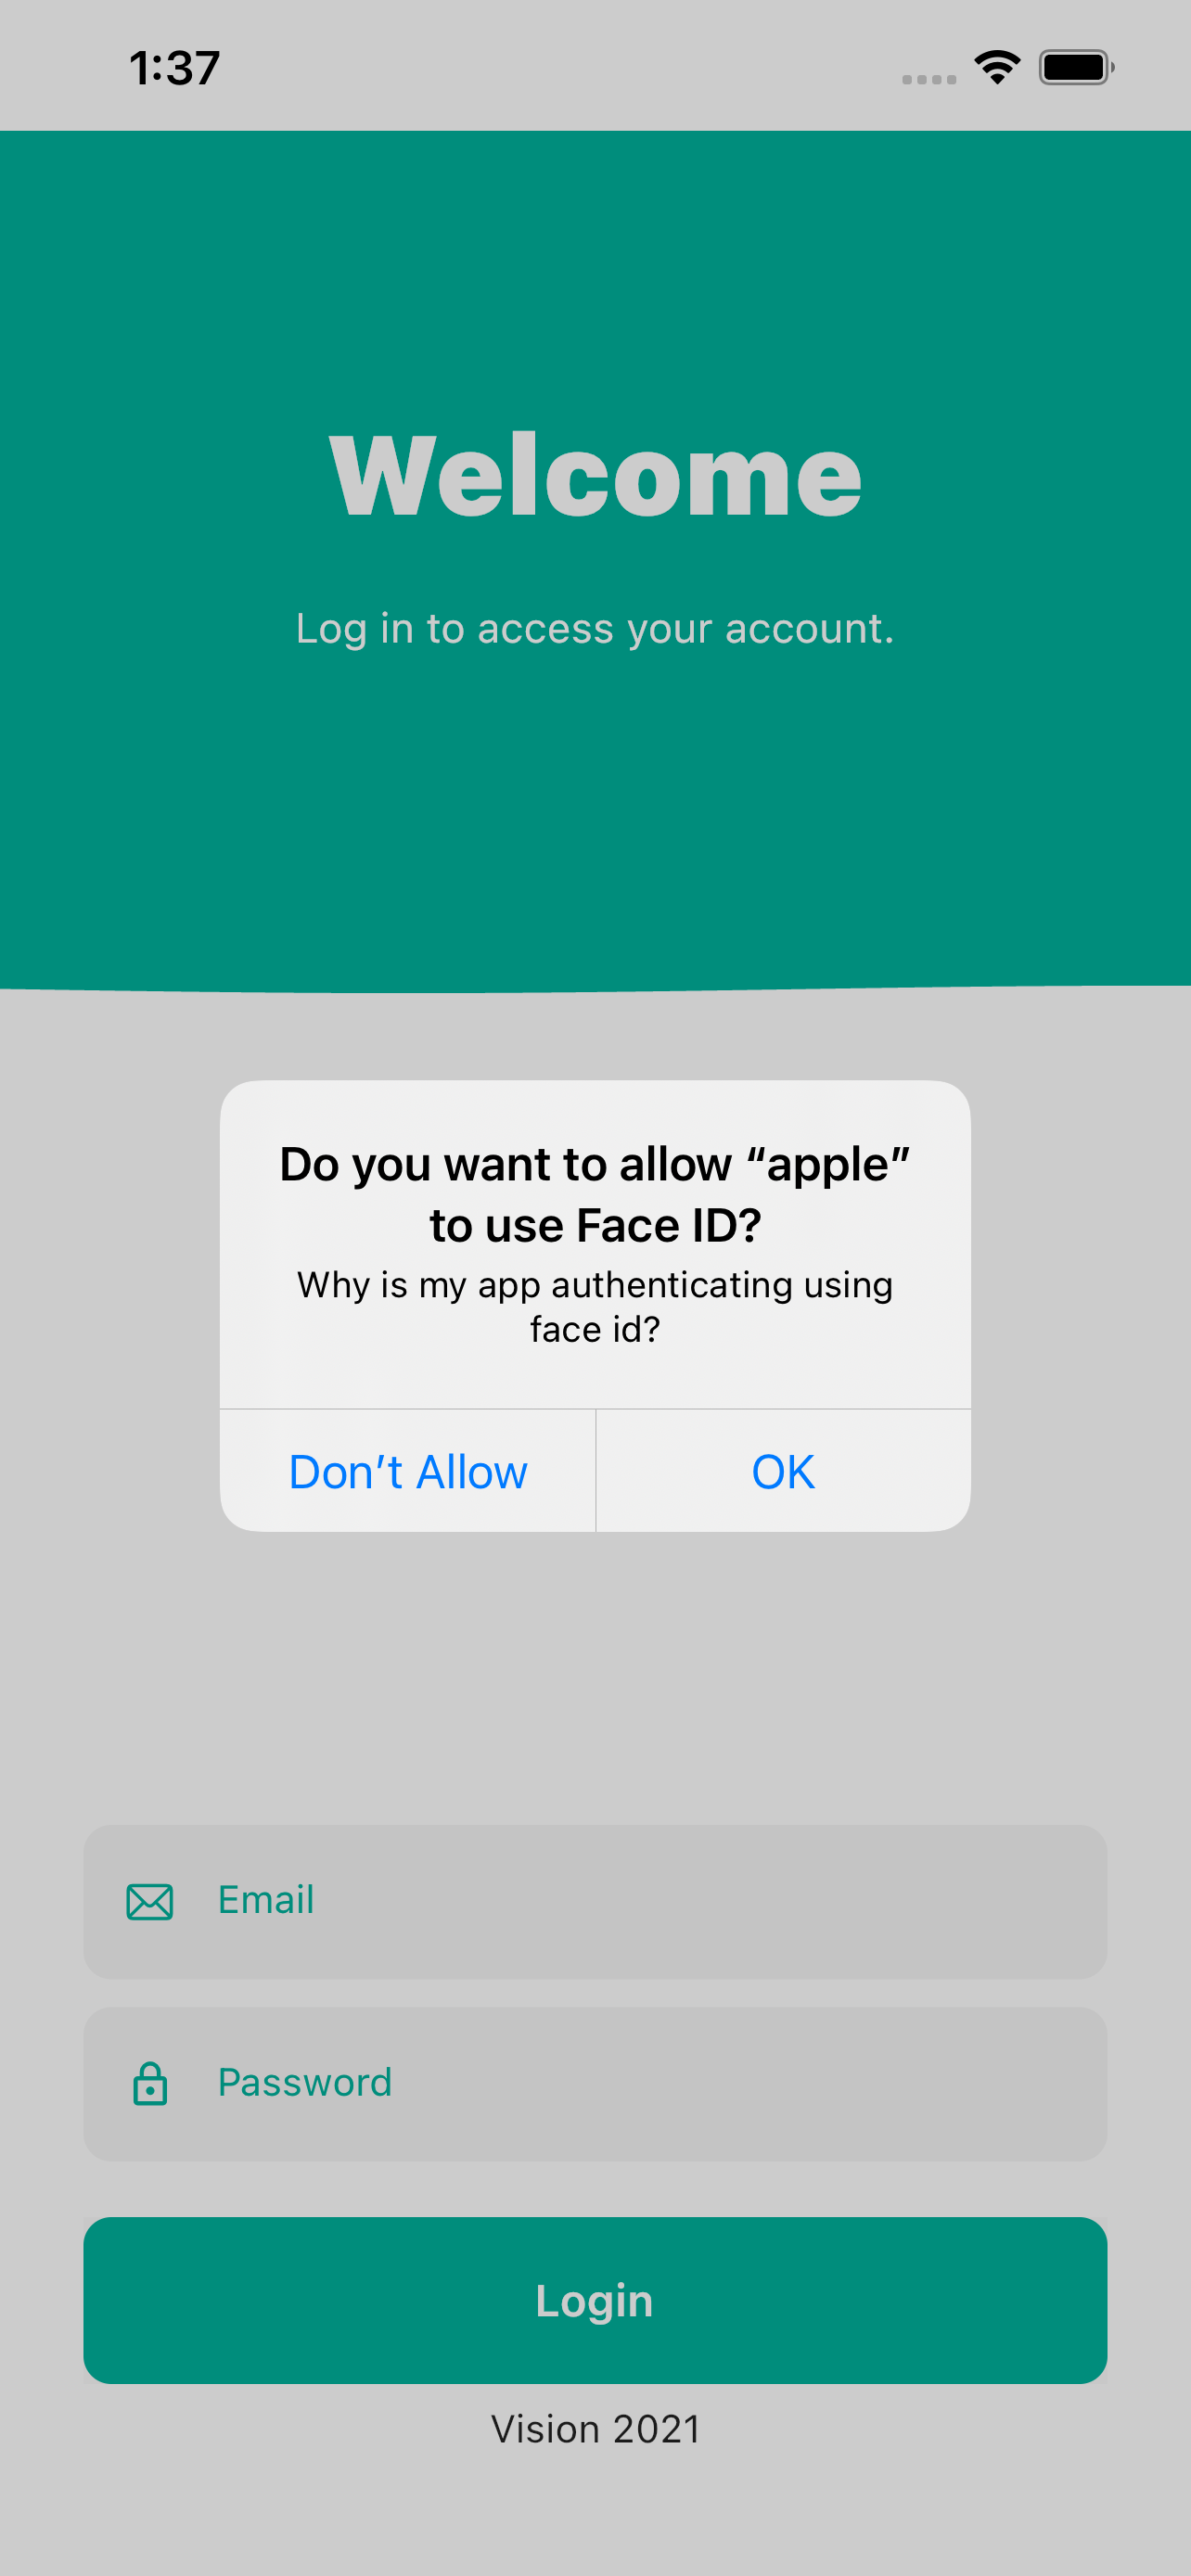 1:37
Welcome
Log in to access your account.
Do you want to allow “apple”
to use Face ID?
Why is my app authenticating using
face id?
Don’t Allow
OK
Email
Password
Login
Vision 2021